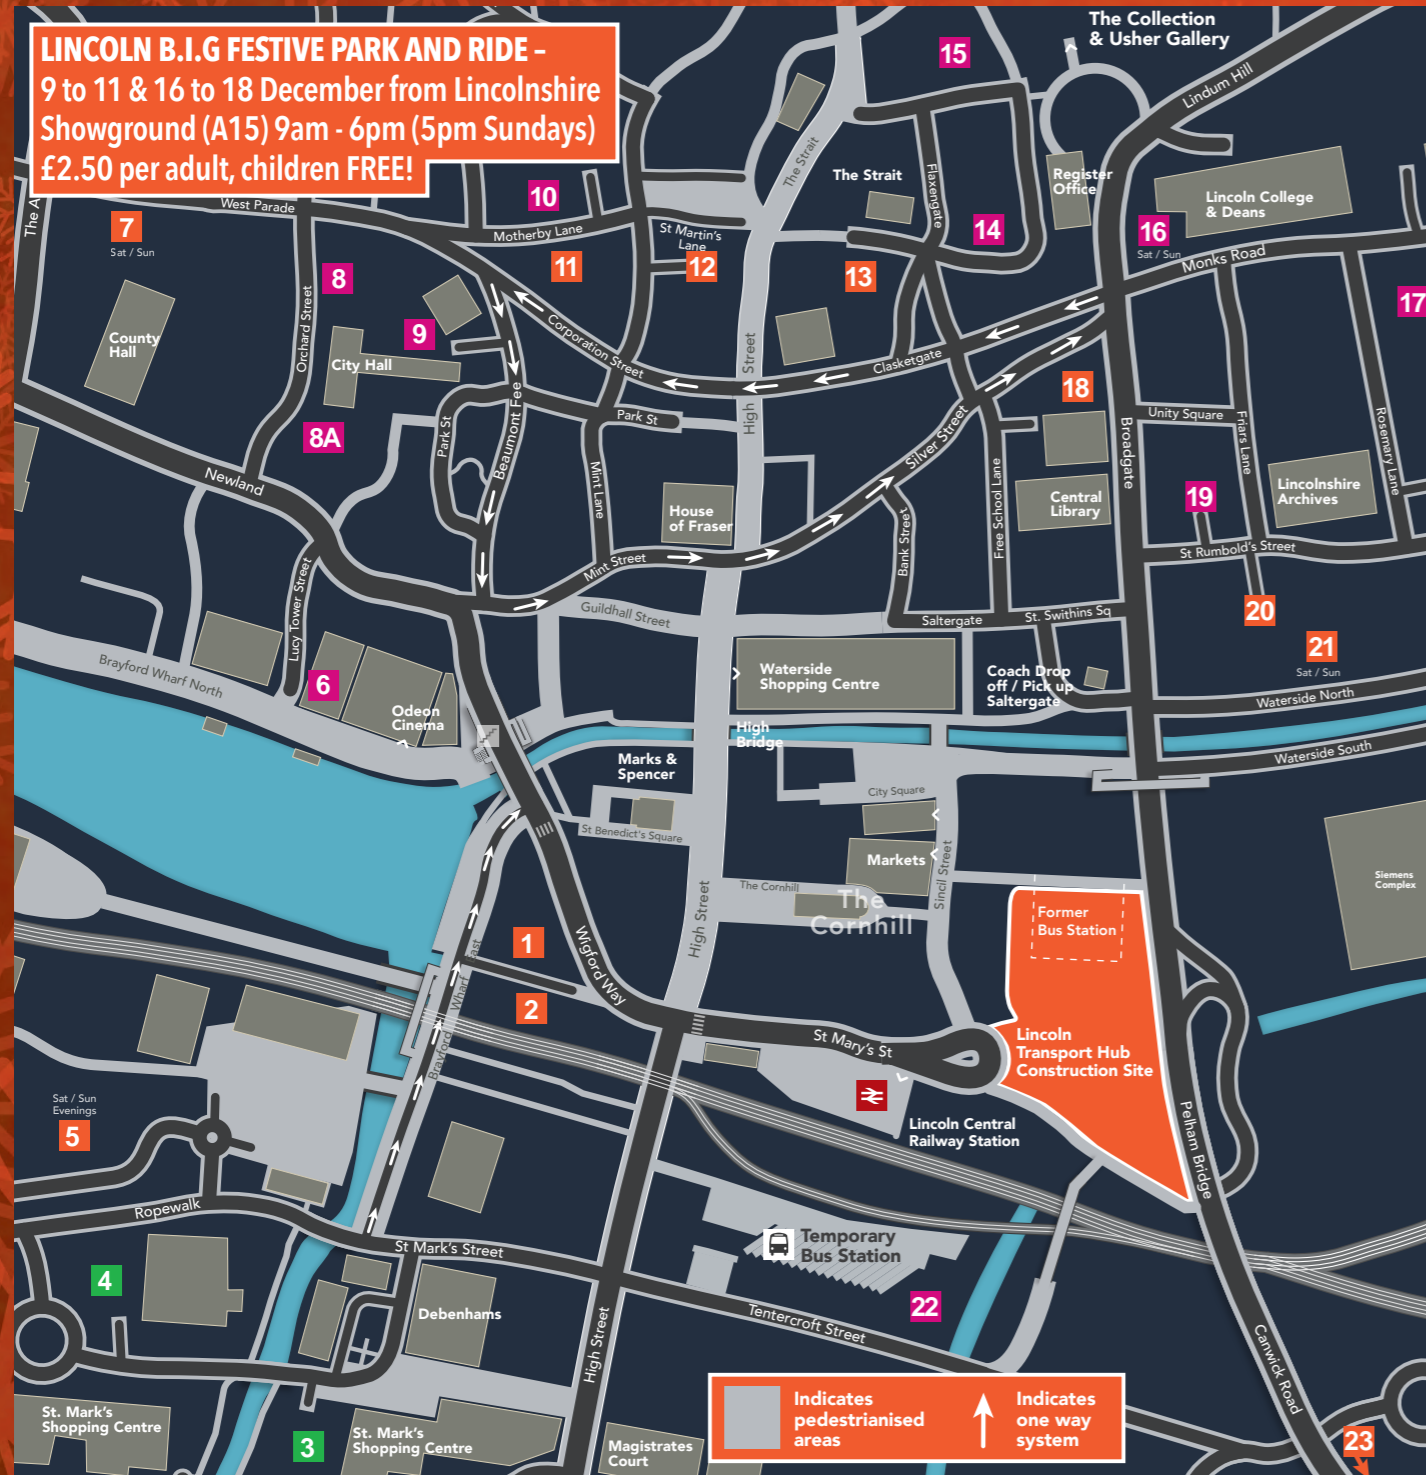 LINCOLN B.I.G FESTIVE PARK AND RIDE –
9 to 11 & 16 to 18 December from Lincolnshire
Showground (A15) 9am - 6pm (5pm Sundays)
£2.50 per adult, children FREE!
The Collection
& Usher Gallery
15
Lindum Hill
The Strait
The Strait
Flaxengate
Register
Office
Lincoln College
& Deans
The A
West Parade
10
7
Sat / Sun
Motherby Lane
St Martin's
Lane
14
16
Sat / Sun
Monks Road
8
11
12
13
17
Orchard Street
9
County
Hall
City Hall
Corporation Street
High Street
Clasketgate
18
8A
Park St
Beaumont Fee
Park St
Silver Street
Broadgate
Unity Square
Friars Lane
Rosemary Lane
Newland
Mint Lane
House
of Fraser
Bank Street
Free School Lane
Central
Library
19
Lincolnshire
Archives
Mint Street
St Rumbold's Street
Lucy Tower Street
Guildhall Street
Saltergate
St. Swithins Sq
20
21
Sat / Sun
Brayford Wharf North
6
Odeon
Cinema
Waterside
Shopping Centre
Coach Drop
off / Pick up
Saltergate
Waterside North
High
Bridge
Marks &
Spencer
Waterside South
City Square
St Benedict's Square
Markets
Sincil Street
The Cornhill
The
Cornhill
Siemens
Complex
Former
Bus Station
1
High Street
Wigford Way
2
Brayford Wharf East
St Mary's St
Lincoln
Transport Hub
Construction Site
Sat / Sun
Evenings
5
Lincoln Central
Railway Station
Pelham Bridge
Ropewalk
St Mark's Street
Temporary
Bus Station
4
Debenhams
22
Tentercroft Street
High Street
Canwick Road
St. Mark's
Shopping Centre
3
St. Mark's
Shopping Centre
Magistrates
Court
Indicates
pedestrianised
areas
Indicates
one way
system
23